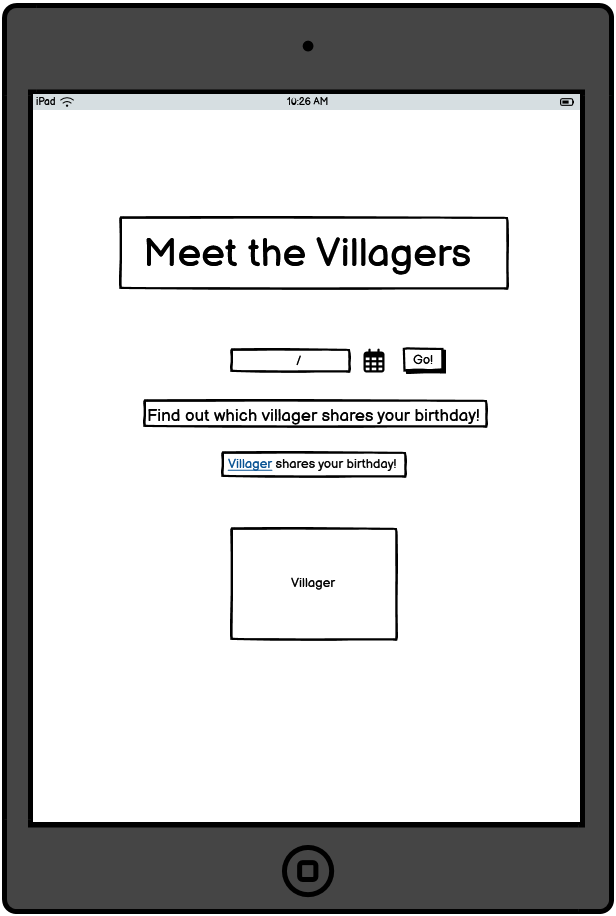 iPad
10:26 AM
Meet the Villagers
/
Go!
Find out which villager shares your birthday!
Villager shares your birthday!
Villager